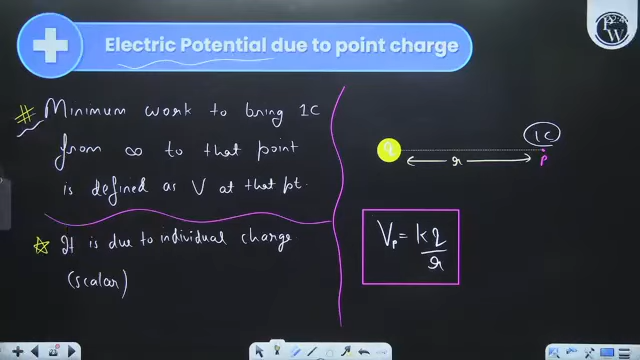 Electric Potential due to point charge
P
W
# Minimum work to bring 1C
from ∞ to that point
is defined as V at that pt.
☆ It is due to individual charge
(scalar)
q
1C
r
P
Vp = kq/r